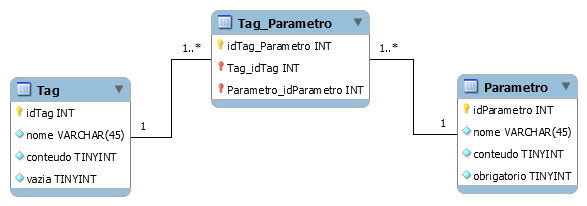 Tag_Parametro
idTag_Parametro INT
Tag_idTag INT
Parametro_idParametro INT
1..*
1..*
Tag
idTag INT
nome VARCHAR(45)
conteudo TINYINT
vazia TINYINT
1
1
Parametro
idParametro INT
nome VARCHAR(45)
conteudo TINYINT
obrigatorio TINYINT